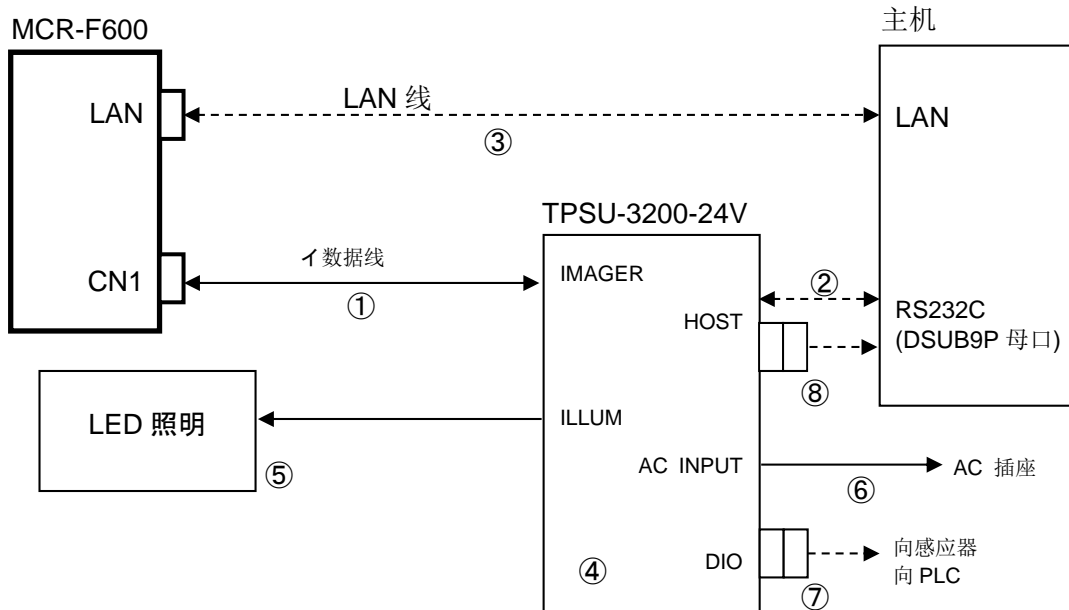 MCR-F600
主机
LAN
LAN 线
LAN
③
TPSU-3200-24V
CN1
イ数据线
①
IMAGER
②
HOST
RS232C
(DSUB9P 母口)
⑧
LED 照明
⑤
ILLUM
AC INPUT
⑥
AC 插座
DIO
④
⑦
向感应器
向 PLC